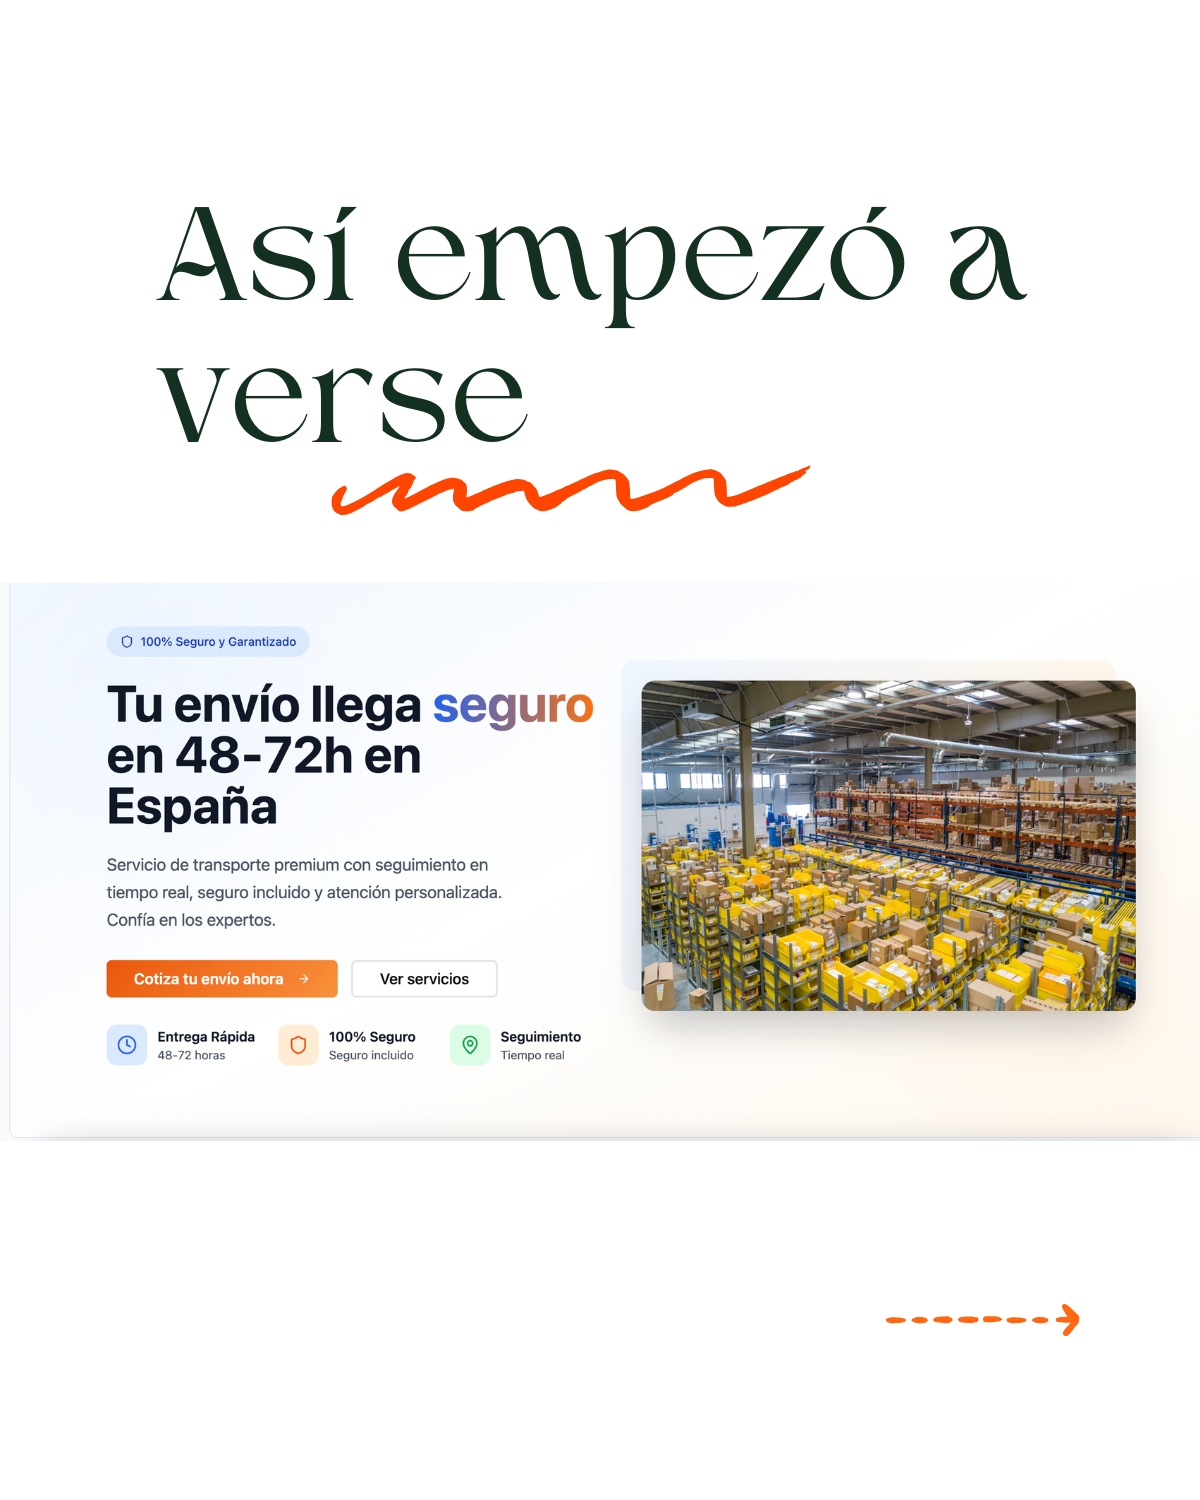 Así empezó a
verse
100% Seguro y Garantizado
Tu envío llega seguro
en 48-72h en
España
Servicio de transporte premium con seguimiento en
tiempo real, seguro incluido y atención personalizada.
Confía en los expertos.
Cotiza tu envío ahora →
Ver servicios
Entrega Rápida
48-72 horas
100% Seguro
Seguro incluido
Seguimiento
Tiempo real